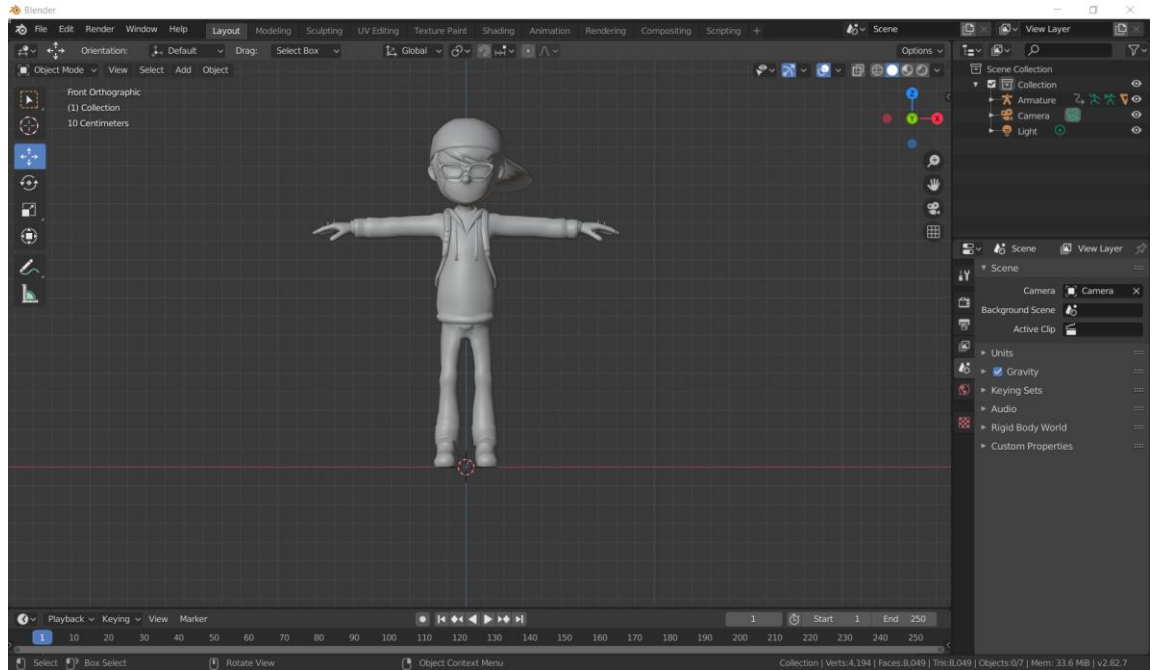 Blender
File Edit Render Window Help Layout Modeling Sculpting UV Editing Texture Paint Shading Animation Rendering Compositing Scripting + Scene View Layer
Orientation: Default Drag: Select Box Global Options
Object Mode View Select Add Object
Front Orthographic
(1) Collection
10 Centimeters
Z
Y
X
Scene Collection
Collection
Armature
Camera
Light
Scene View Layer
Scene
Camera Camera
Background Scene
Active Clip
Units
Gravity
Keying Sets
Audio
Rigid Body World
Custom Properties
Playback Keying View Marker 1 Start 1 End 250
1 10 20 30 40 50 60 70 80 90 100 110 120 130 140 150 160 170 180 190 200 210 220 230 240 250
Select Box Select Rotate View Object Context Menu Collection | Verts:4,194 | Faces:8,049 | Tris:8,049 | Objects:0/7 | Mem: 33.6 MiB | v2.82.7